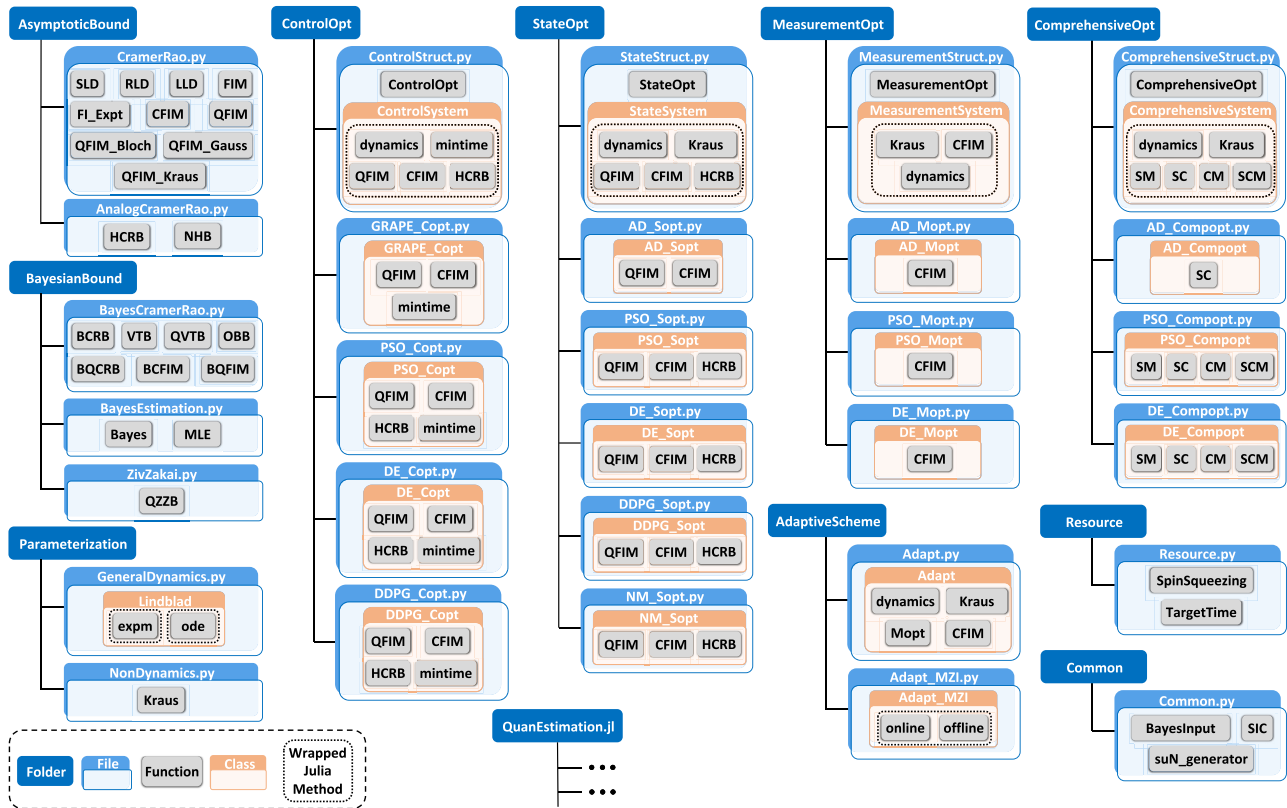 AsymptoticBound
CramerRao.py
SLD RLD LLD FIM
FI_Expt CFIM QFIM
QFIM_Bloch QFIM_Gauss
QFIM_Kraus
AnalogCramerRao.py
HCRB NHB
BayesianBound
BayesCramerRao.py
BCRB VTB QVTB OBB
BQCRB BCFIM BQFIM
BayesEstimation.py
Bayes MLE
ZivZakai.py
QZZB
Parameterization
GeneralDynamics.py
Lindblad
expm ode
NonDynamics.py
Kraus
ControlOpt
ControlStruct.py
ControlOpt
ControlSystem
dynamics mintime
QFIM CFIM HCRB
GRAPE_Copt.py
GRAPE_Copt
QFIM CFIM
mintime
PSO_Copt.py
PSO_Copt
QFIM CFIM
HCRB mintime
DE_Copt.py
DE_Copt
QFIM CFIM
HCRB mintime
DDPG_Copt.py
DDPG_Copt
QFIM CFIM
HCRB mintime
StateOpt
StateStruct.py
StateOpt
StateSystem
dynamics Kraus
QFIM CFIM HCRB
AD_Sopt.py
AD_Sopt
QFIM CFIM
PSO_Sopt.py
PSO_Sopt
QFIM CFIM HCRB
DE_Sopt.py
DE_Sopt
QFIM CFIM HCRB
DDPG_Sopt.py
DDPG_Sopt
QFIM CFIM HCRB
NM_Sopt.py
NM_Sopt
QFIM CFIM HCRB
MeasurementOpt
MeasurementStruct.py
MeasurementOpt
MeasurementSystem
Kraus CFIM
dynamics
AD_Mopt.py
AD_Mopt
CFIM
PSO_Mopt.py
PSO_Mopt
CFIM
DE_Mopt.py
DE_Mopt
CFIM
ComprehensiveOpt
ComprehensiveStruct.py
ComprehensiveOpt
ComprehensiveSystem
dynamics Kraus
SM SC CM SCM
AD_Compopt.py
AD_Compopt
SC
PSO_Compopt.py
PSO_Compopt
SM SC CM SCM
DE_Compopt.py
DE_Compopt
SM SC CM SCM
AdaptiveScheme
Adapt.py
Adapt
dynamics Kraus
Mopt CFIM
Adapt_MZI.py
Adapt_MZI
online offline
Resource
Resource.py
SpinSqueezing
TargetTime
Common
Common.py
BayesInput SIC
suN_generator
QuanEstimation.jl
•••
•••
Folder File Function Class
Wrapped
Julia
Method